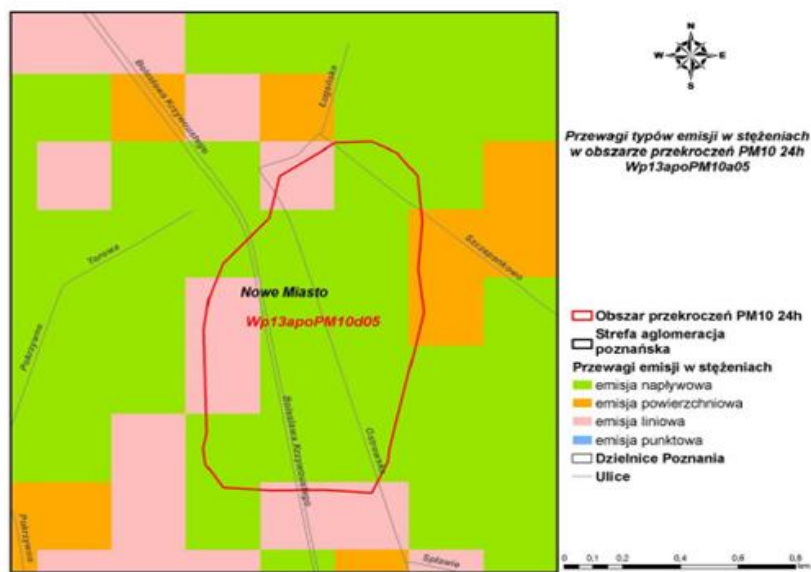 N
W E
S
Przewagi typów emisji w stężeniach
w obszarze przekroczeń PM10 24h
Wp13apoPM10a05
Bolesława Krzywoustego
Łopińska
Szczepankowo
Torowa
Pokrzywno
Nowe Miasto
Wp13apoPM10d05
Bolesława Krzywoustego
Ostrowska
Pokrzywno
Spławie
Obszar przekroczeń PM10 24h
Strefa aglomeracja
poznańska
Przewagi emisji w stężeniach
emisja napływowa
emisja powierzchniowa
emisja liniowa
emisja punktowa
Dzielnice Poznania
Ulice
0 0,1 0,2 0,4 0,6 0,8